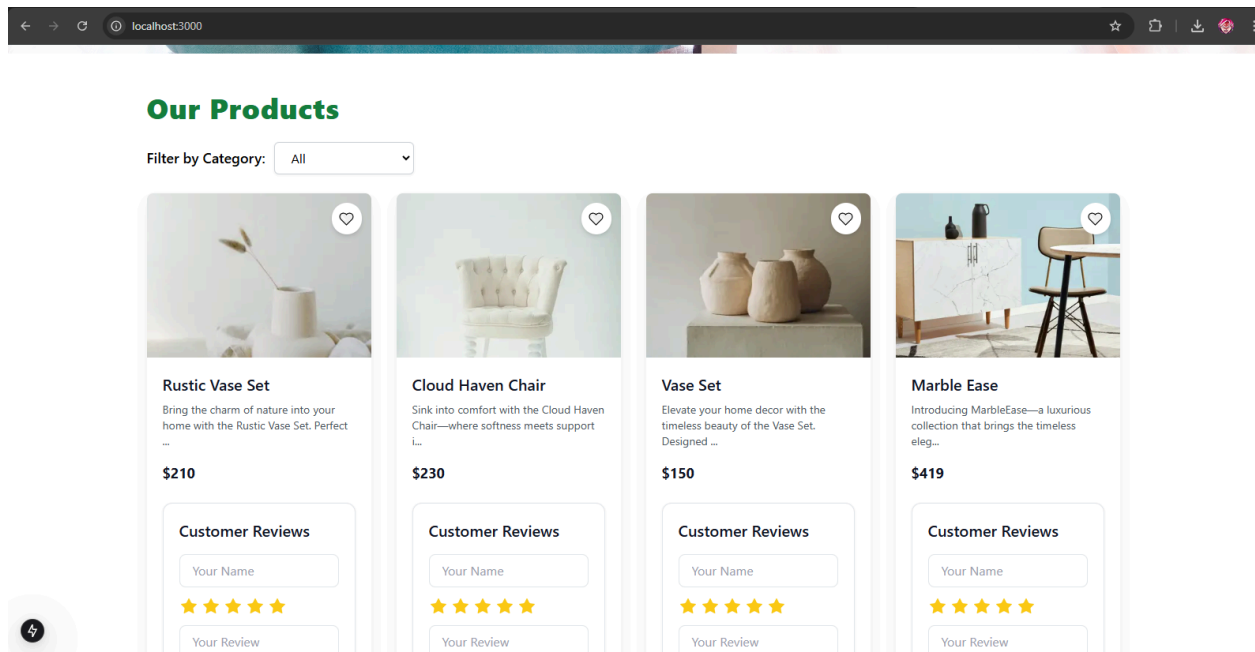 localhost:3000
Our Products
Filter by Category: All
Rustic Vase Set
Bring the charm of nature into your
home with the Rustic Vase Set. Perfect
...
$210
Customer Reviews
Your Name
Your Review
Cloud Haven Chair
Sink into comfort with the Cloud Haven
Chair—where softness meets support
i...
$230
Customer Reviews
Your Name
Your Review
Vase Set
Elevate your home decor with the
timeless beauty of the Vase Set.
Designed ...
$150
Customer Reviews
Your Name
Your Review
Marble Ease
Introducing MarbleEase—a luxurious
collection that brings the timeless
eleg...
$419
Customer Reviews
Your Name
Your Review